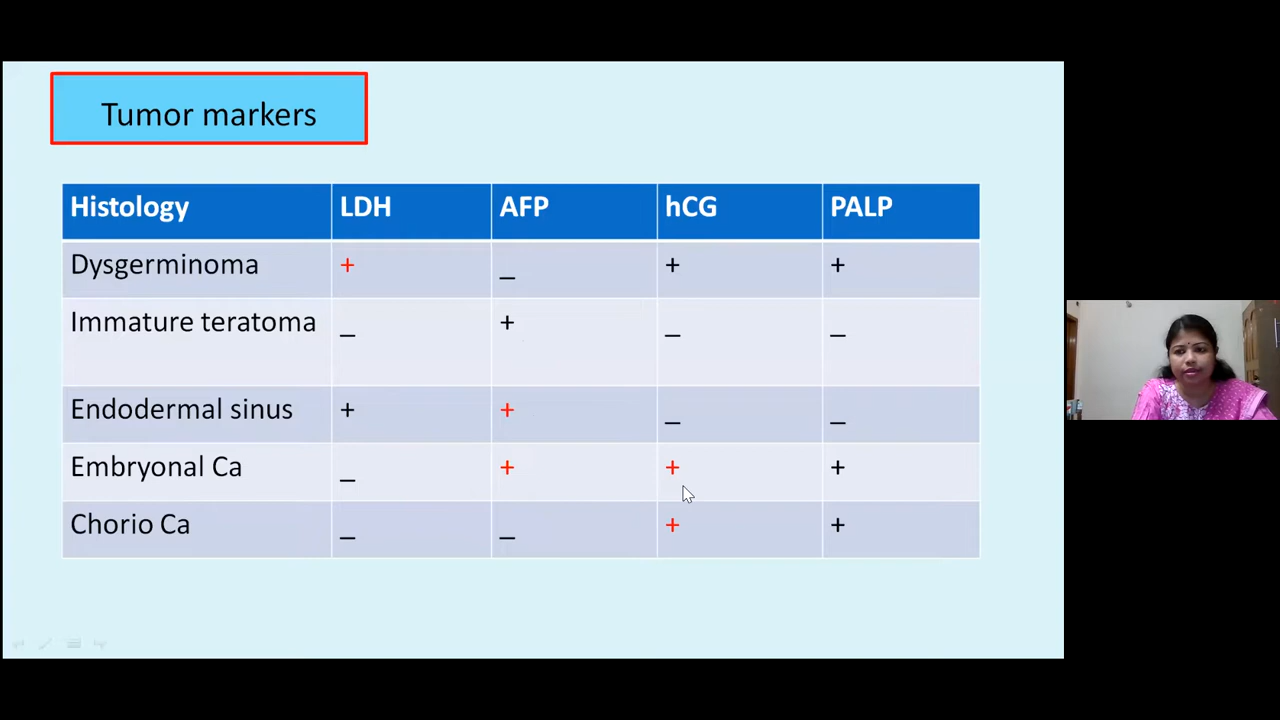 Tumor markers
Histology LDH AFP hCG PALP
Dysgerminoma + _ + +
Immature teratoma _ + _ _
Endodermal sinus + + _ _
Embryonal Ca _ + + +
Chorio Ca _ _ + +